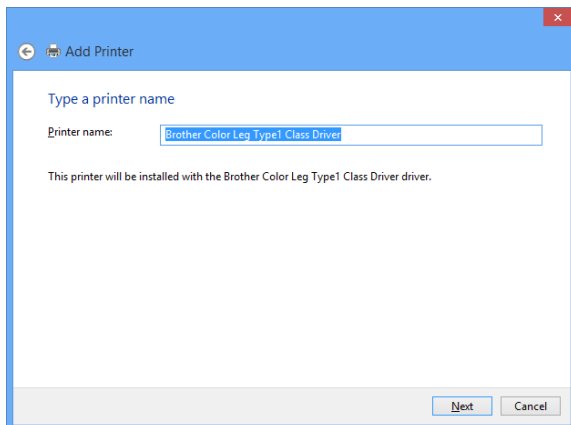 Add Printer
Type a printer name
Printer name: Brother Color Leg Type1 Class Driver
This printer will be installed with the Brother Color Leg Type1 Class Driver driver.
Next Cancel